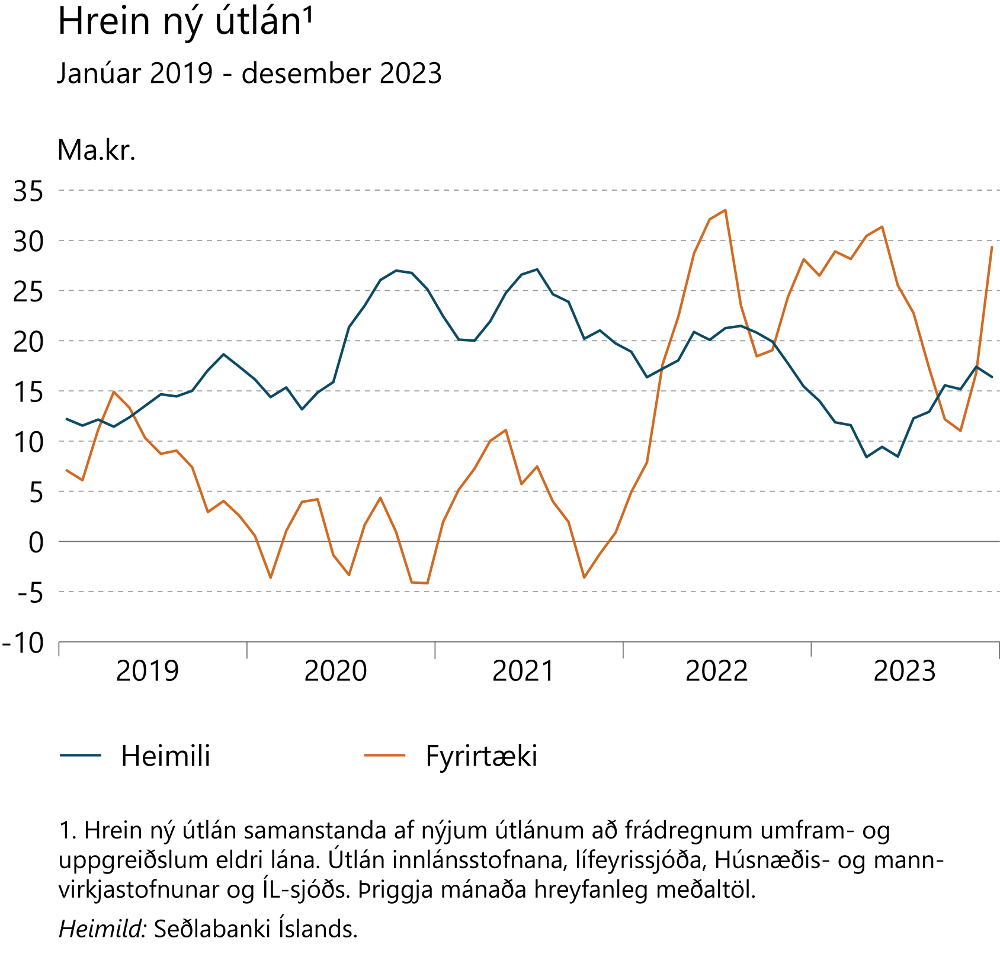 Hrein ný útlán¹
Janúar 2019 - desember 2023
Ma.kr.
35
30
25
20
15
10
5
0
-5
-10
2019 2020 2021 2022 2023
Heimili Fyrirtæki
1. Hrein ný útlán samanstanda af nýjum útlánum að frádregnum umfram- og
uppgreiðslum eldri lána. Útlán innlánsstofnana, lífeyrissjóða, Húsnæðis- og mann-
virkjastofnunar og ÍL-sjóðs. Þriggja mánaða hreyfanleg meðaltöl.
Heimild: Seðlabanki Íslands.